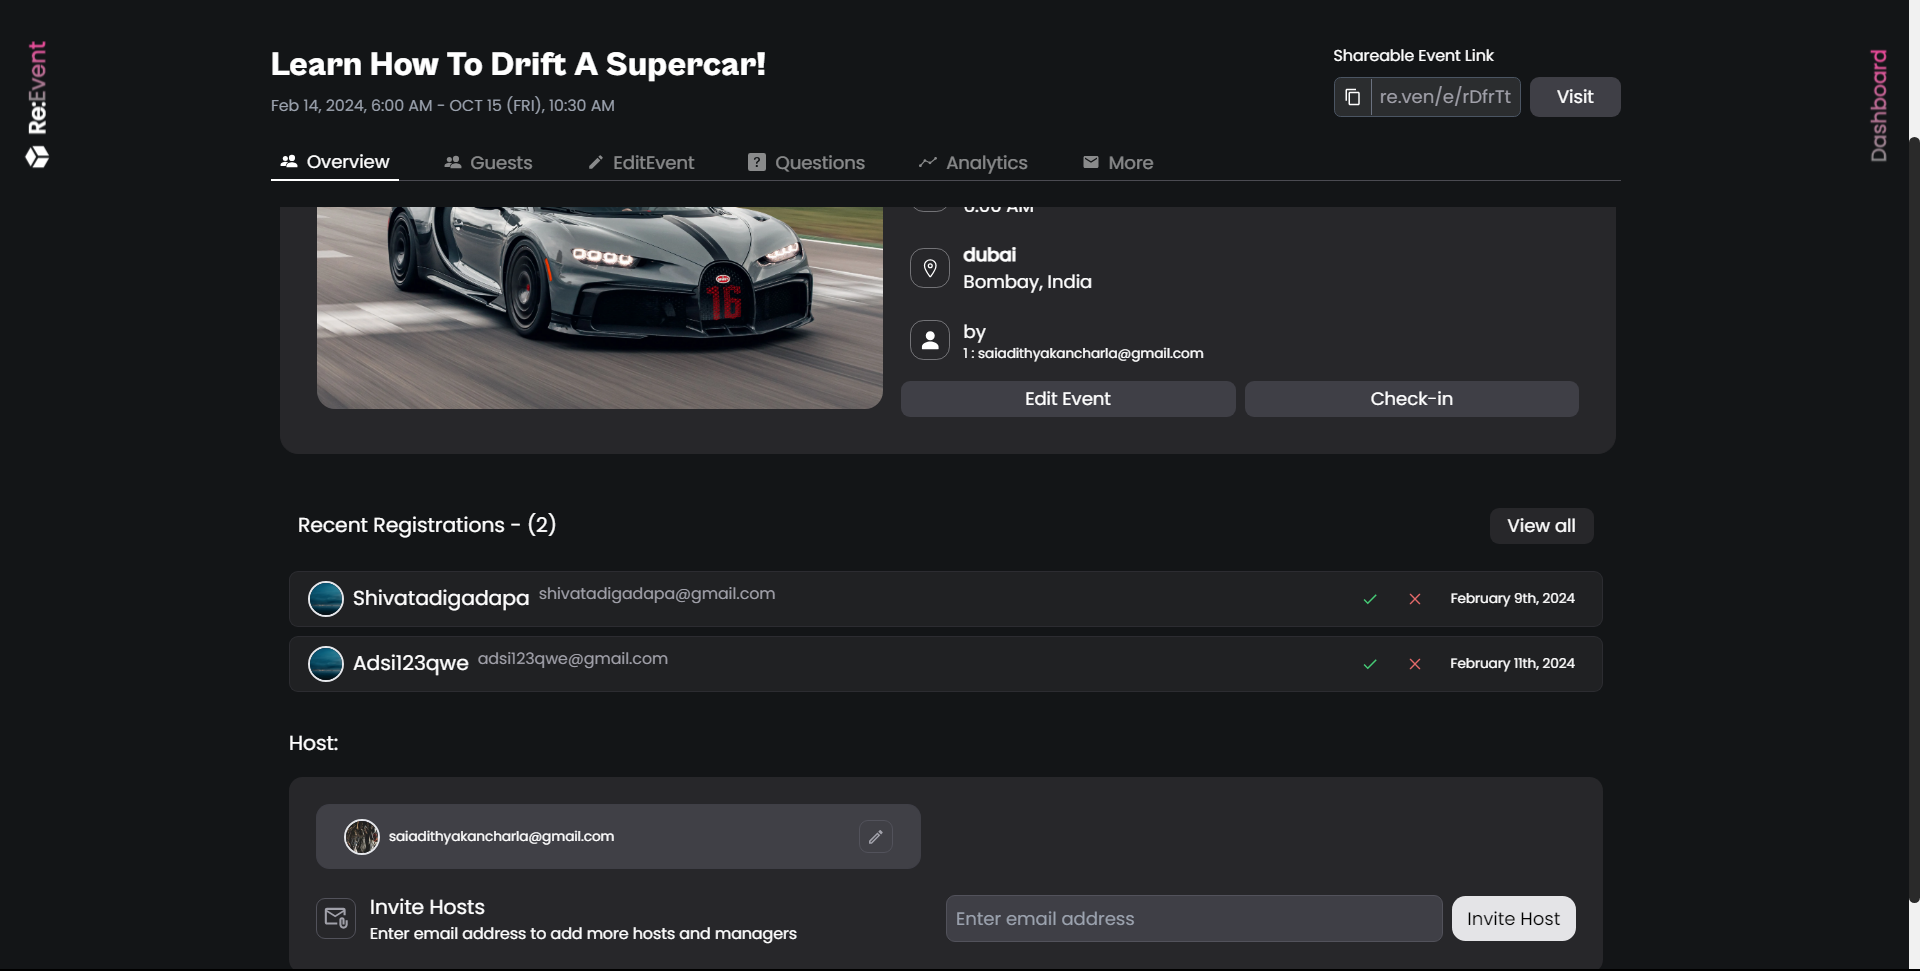 Re:Event
Learn How To Drift A Supercar!
Feb 14, 2024, 6:00 AM - OCT 15 (FRI), 10:30 AM
Shareable Event Link
re.ven/e/rDfrTt
Visit
Dashboard
Overview
Guests
EditEvent
Questions
Analytics
More
6:00 AM
dubai
Bombay, India
by
1 : saiadithyakancharla@gmail.com
16
Edit Event
Check-in
Recent Registrations - (2)
View all
Shivatadigadapa shivatadigadapa@gmail.com February 9th, 2024
Adsi123qwe adsi123qwe@gmail.com February 11th, 2024
Host:
saiadithyakancharla@gmail.com
Invite Hosts
Enter email address to add more hosts and managers
Enter email address
Invite Host